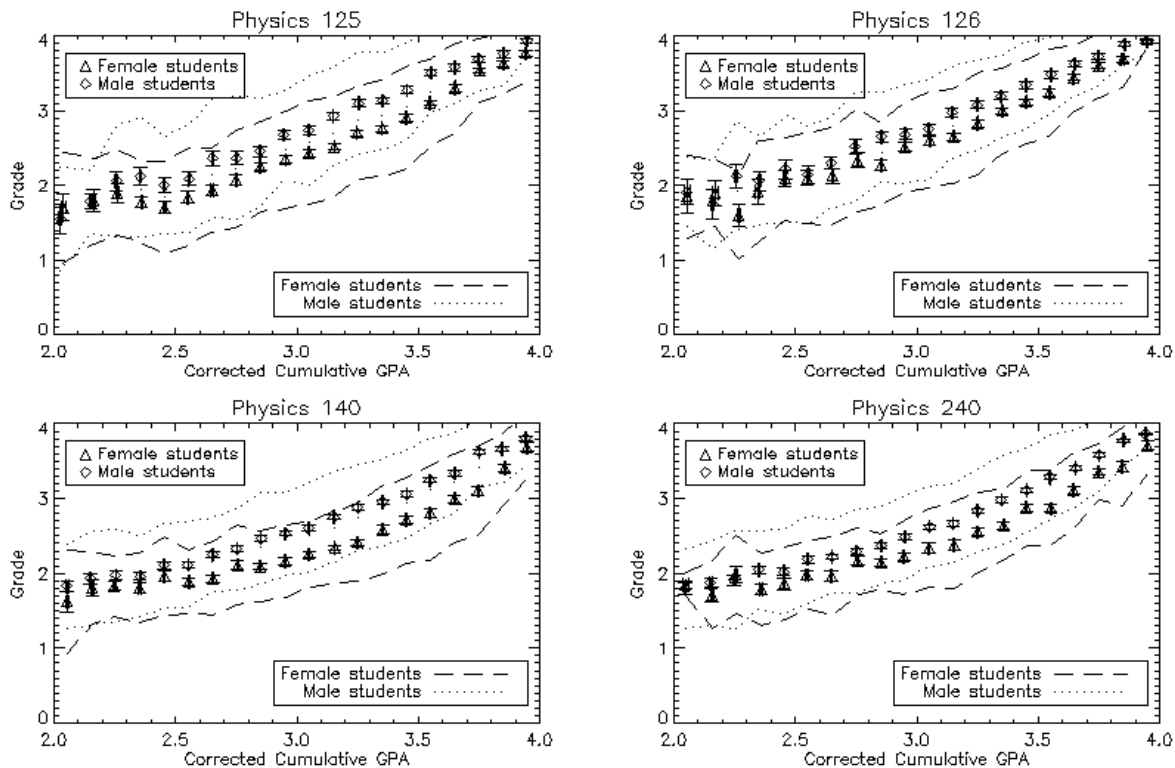 Physics 125
Physics 126
4
3
2
1
0
Grade
Female students
Male students
Female students
Male students
2.0 2.5 3.0 3.5 4.0
Corrected Cumulative GPA
4
3
2
1
0
Grade
Female students
Male students
Female students
Male students
2.0 2.5 3.0 3.5 4.0
Corrected Cumulative GPA
Physics 140
Physics 240
4
3
2
1
0
Grade
Female students
Male students
Female students
Male students
2.0 2.5 3.0 3.5 4.0
Corrected Cumulative GPA
4
3
2
1
0
Grade
Female students
Male students
Female students
Male students
2.0 2.5 3.0 3.5 4.0
Corrected Cumulative GPA